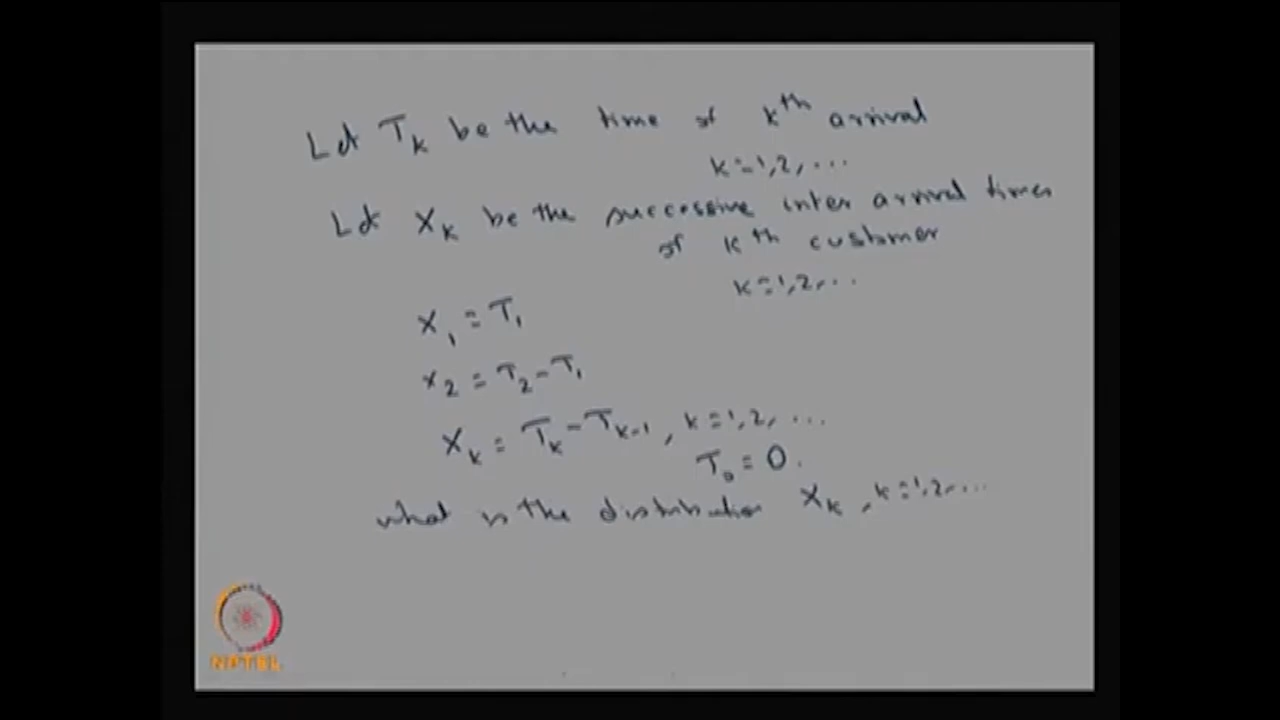 Let T_k be the time of kth arrival
k=1,2,...
Let X_k be the successive inter arrival times
of kth customer
k=1,2,...
X_1 = T_1
X_2 = T_2 - T_1
X_k = T_k - T_{k-1}, k=1,2,...
T_0 = 0.
what is the distribution X_k, k=1,2,...
NPTEL